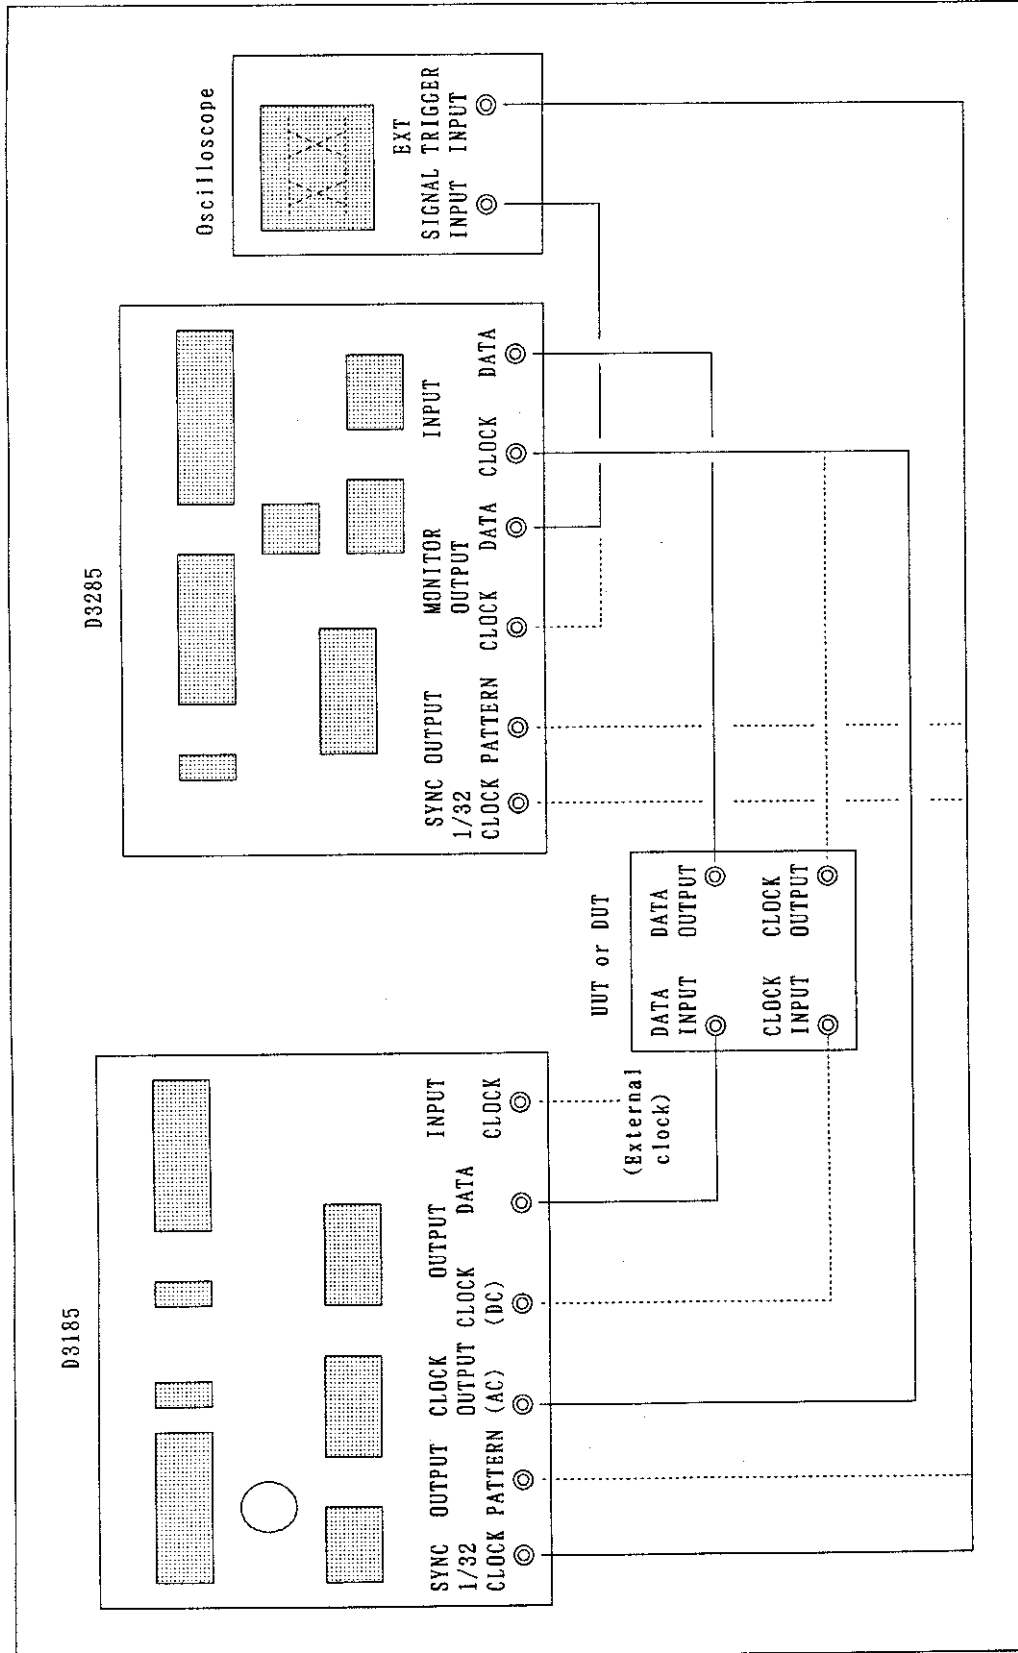 D3185
SYNC OUTPUT
1/32
CLOCK PATTERN
CLOCK
OUTPUT
(AC)
OUTPUT
CLOCK
(DC)
DATA
INPUT
CLOCK
(External
clock)
UUT or DUT
DATA
INPUT
DATA
OUTPUT
CLOCK
INPUT
CLOCK
OUTPUT
D3285
SYNC OUTPUT
1/32
CLOCK PATTERN
MONITOR
OUTPUT
CLOCK DATA
INPUT
CLOCK DATA
Oscilloscope
SIGNAL
INPUT
EXT
TRIGGER
INPUT